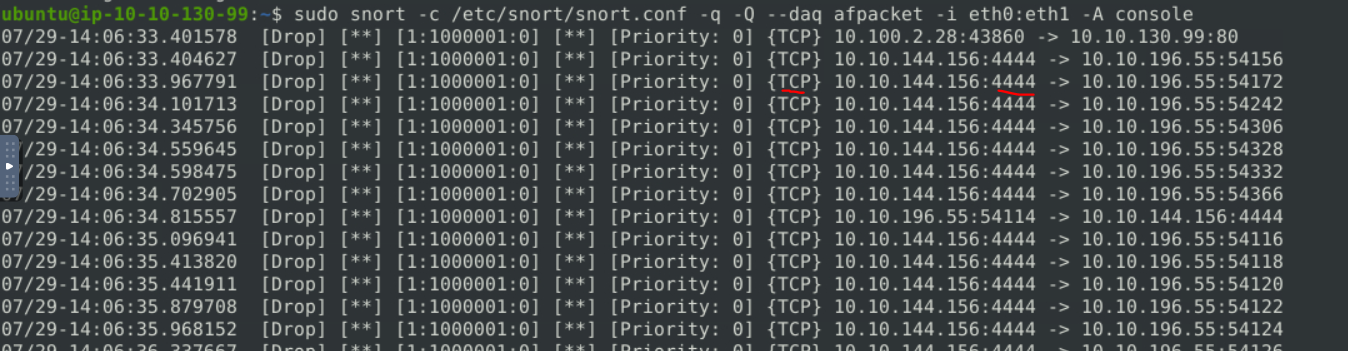 ubuntu@ip-10-10-130-99:~$ sudo snort -c /etc/snort/snort.conf -q -Q --daq afpacket -i eth0:eth1 -A console
07/29-14:06:33.401578 [Drop] [**] [1:1000001:0] [**] [Priority: 0] {TCP} 10.100.2.28:43860 -> 10.10.130.99:80
07/29-14:06:33.404627 [Drop] [**] [1:1000001:0] [**] [Priority: 0] {TCP} 10.10.144.156:4444 -> 10.10.196.55:54156
07/29-14:06:33.967791 [Drop] [**] [1:1000001:0] [**] [Priority: 0] {TCP} 10.10.144.156:4444 -> 10.10.196.55:54172
07/29-14:06:34.101713 [Drop] [**] [1:1000001:0] [**] [Priority: 0] {TCP} 10.10.144.156:4444 -> 10.10.196.55:54242
/29-14:06:34.345756 [Drop] [**] [1:1000001:0] [**] [Priority: 0] {TCP} 10.10.144.156:4444 -> 10.10.196.55:54306
/29-14:06:34.559645 [Drop] [**] [1:1000001:0] [**] [Priority: 0] {TCP} 10.10.144.156:4444 -> 10.10.196.55:54328
/29-14:06:34.598475 [Drop] [**] [1:1000001:0] [**] [Priority: 0] {TCP} 10.10.144.156:4444 -> 10.10.196.55:54332
07/29-14:06:34.702905 [Drop] [**] [1:1000001:0] [**] [Priority: 0] {TCP} 10.10.144.156:4444 -> 10.10.196.55:54366
07/29-14:06:34.815557 [Drop] [**] [1:1000001:0] [**] [Priority: 0] {TCP} 10.10.196.55:54114 -> 10.10.144.156:4444
07/29-14:06:35.096941 [Drop] [**] [1:1000001:0] [**] [Priority: 0] {TCP} 10.10.144.156:4444 -> 10.10.196.55:54116
07/29-14:06:35.413820 [Drop] [**] [1:1000001:0] [**] [Priority: 0] {TCP} 10.10.144.156:4444 -> 10.10.196.55:54118
07/29-14:06:35.441911 [Drop] [**] [1:1000001:0] [**] [Priority: 0] {TCP} 10.10.144.156:4444 -> 10.10.196.55:54120
07/29-14:06:35.879708 [Drop] [**] [1:1000001:0] [**] [Priority: 0] {TCP} 10.10.144.156:4444 -> 10.10.196.55:54122
07/29-14:06:35.968152 [Drop] [**] [1:1000001:0] [**] [Priority: 0] {TCP} 10.10.144.156:4444 -> 10.10.196.55:54124